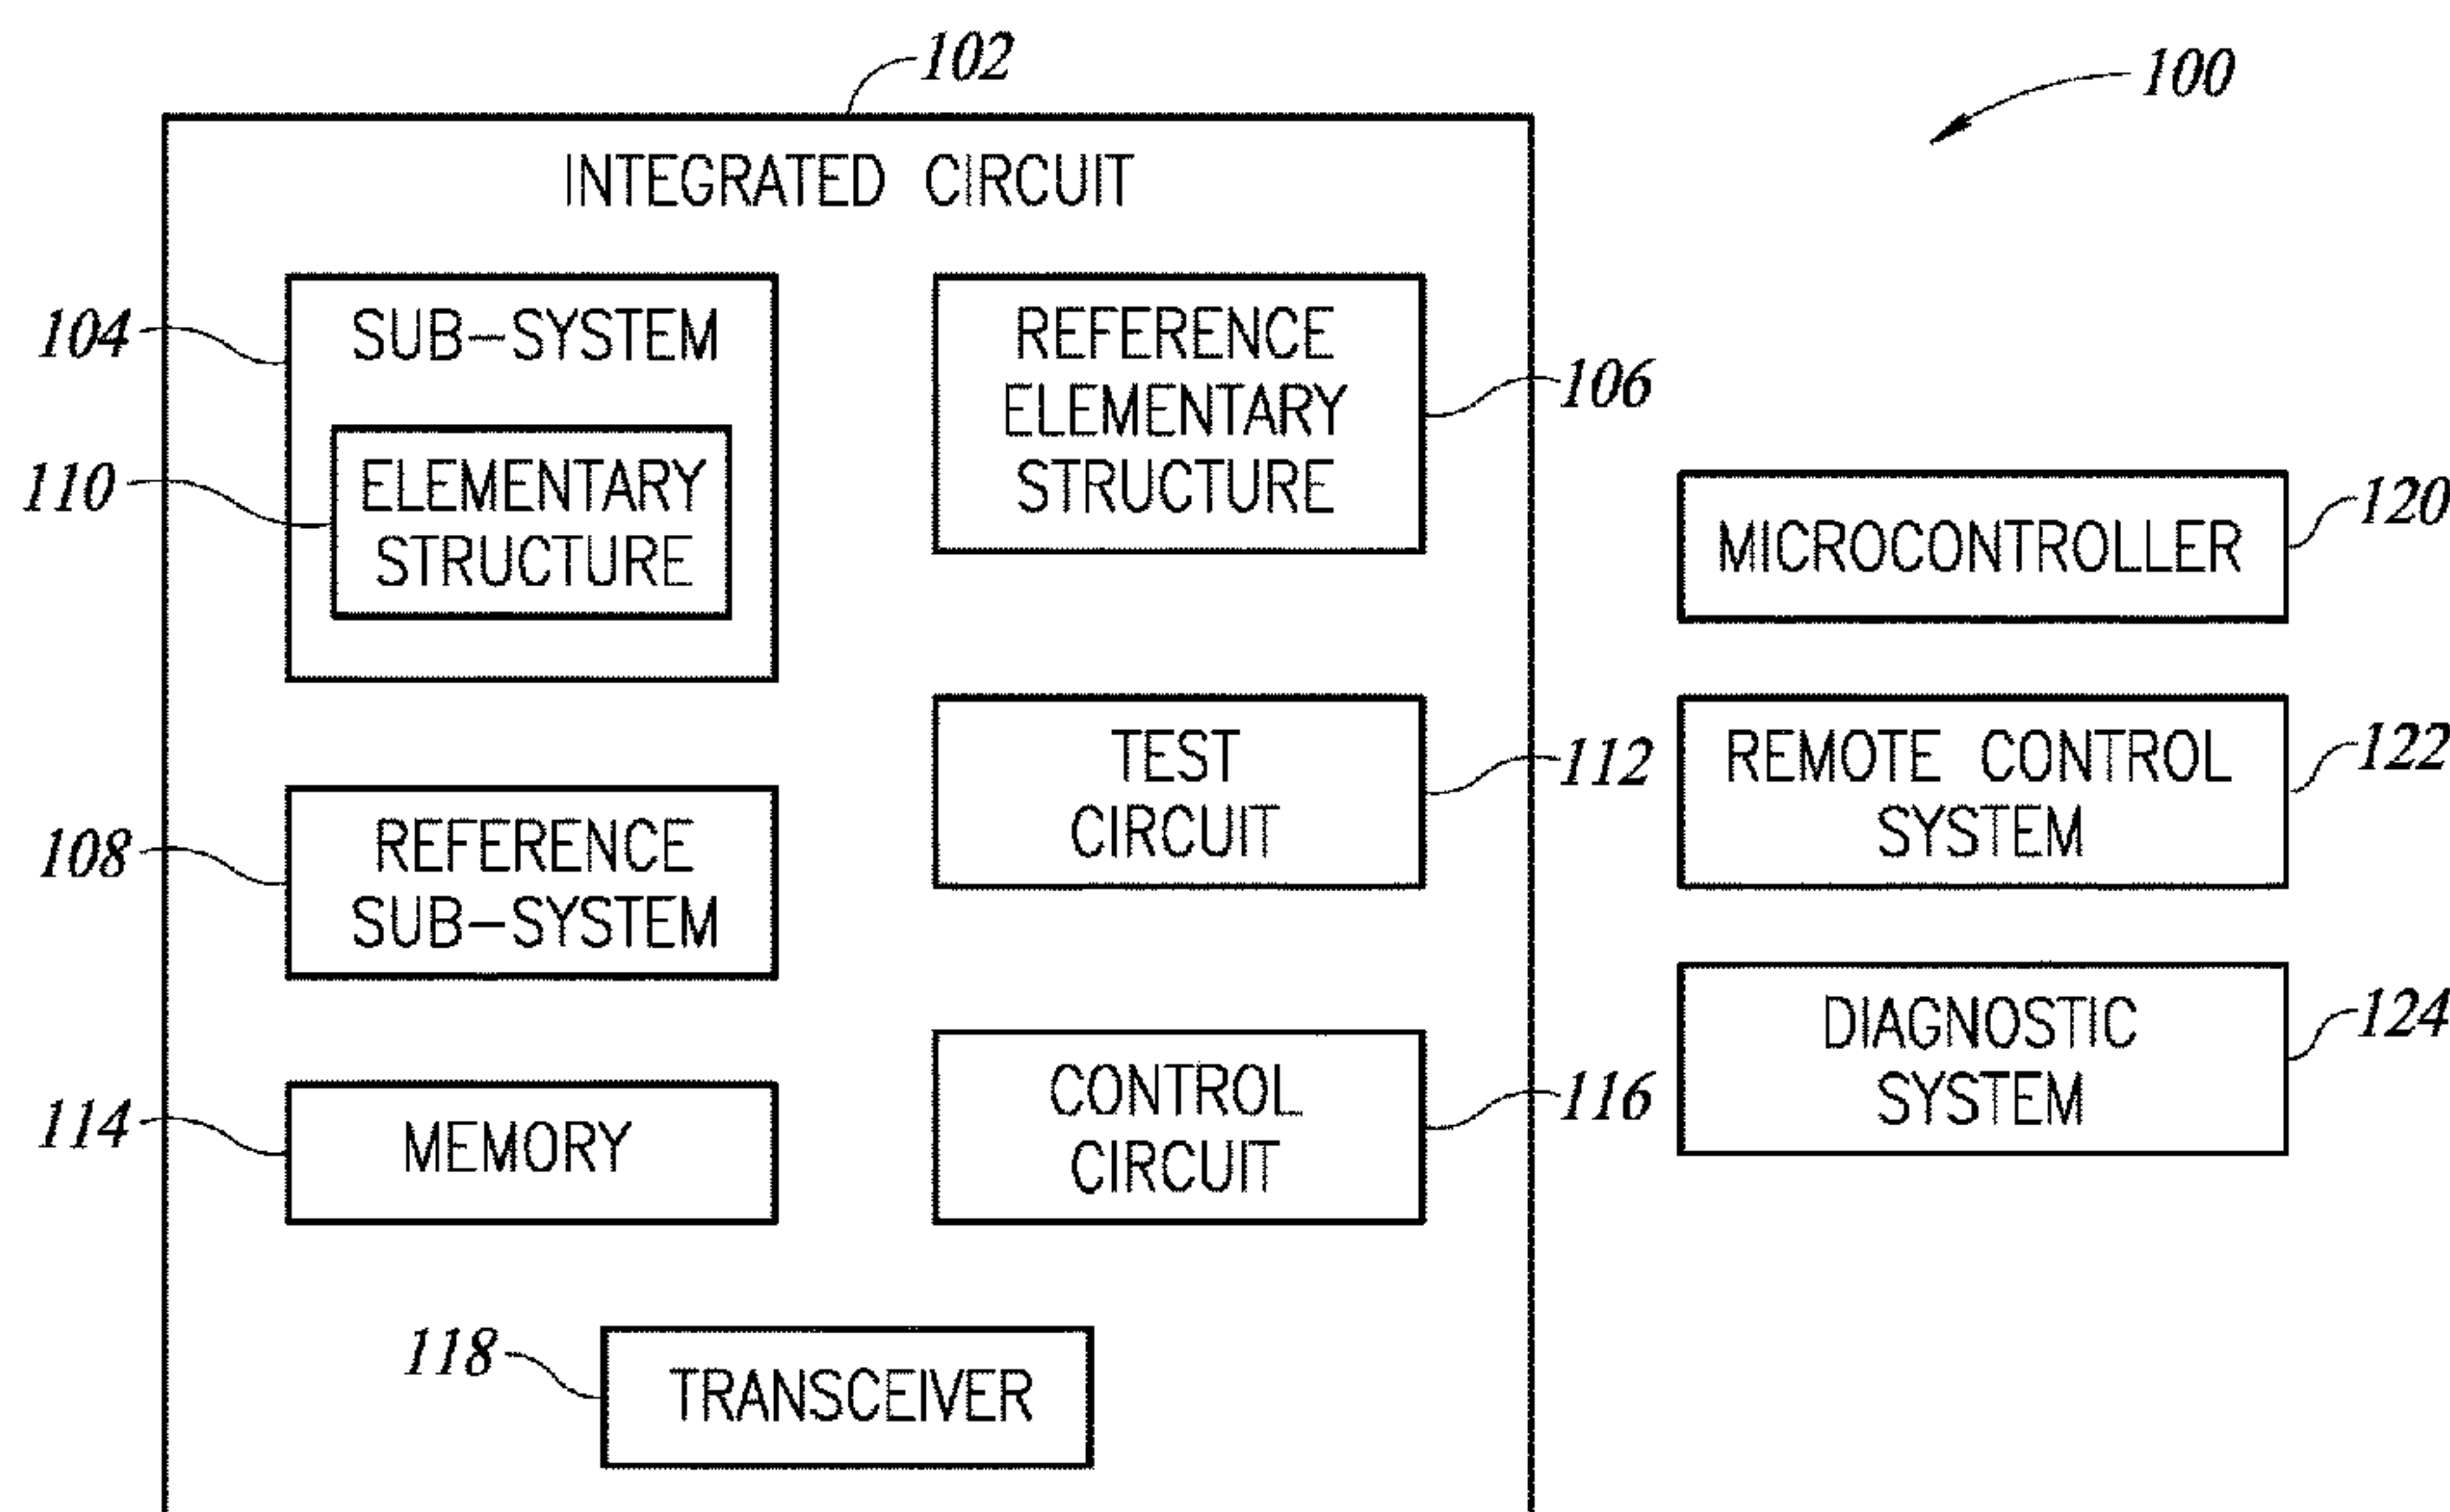 102
100
INTEGRATED CIRCUIT
104
SUB-SYSTEM
110
ELEMENTARY
STRUCTURE
REFERENCE
ELEMENTARY
STRUCTURE
106
MICROCONTROLLER
120
TEST
CIRCUIT
112
REMOTE CONTROL
SYSTEM
122
108
REFERENCE
SUB-SYSTEM
DIAGNOSTIC
SYSTEM
124
114
MEMORY
CONTROL
CIRCUIT
116
118
TRANSCEIVER